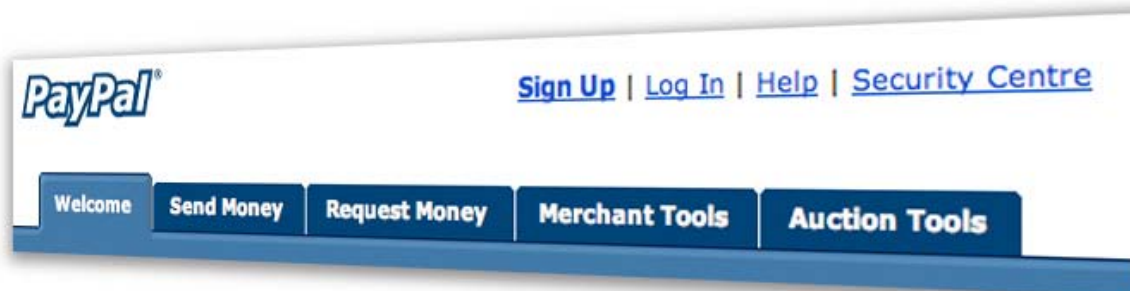 PayPal®
Sign Up | Log In | Help | Security Centre
Welcome Send Money Request Money Merchant Tools Auction Tools